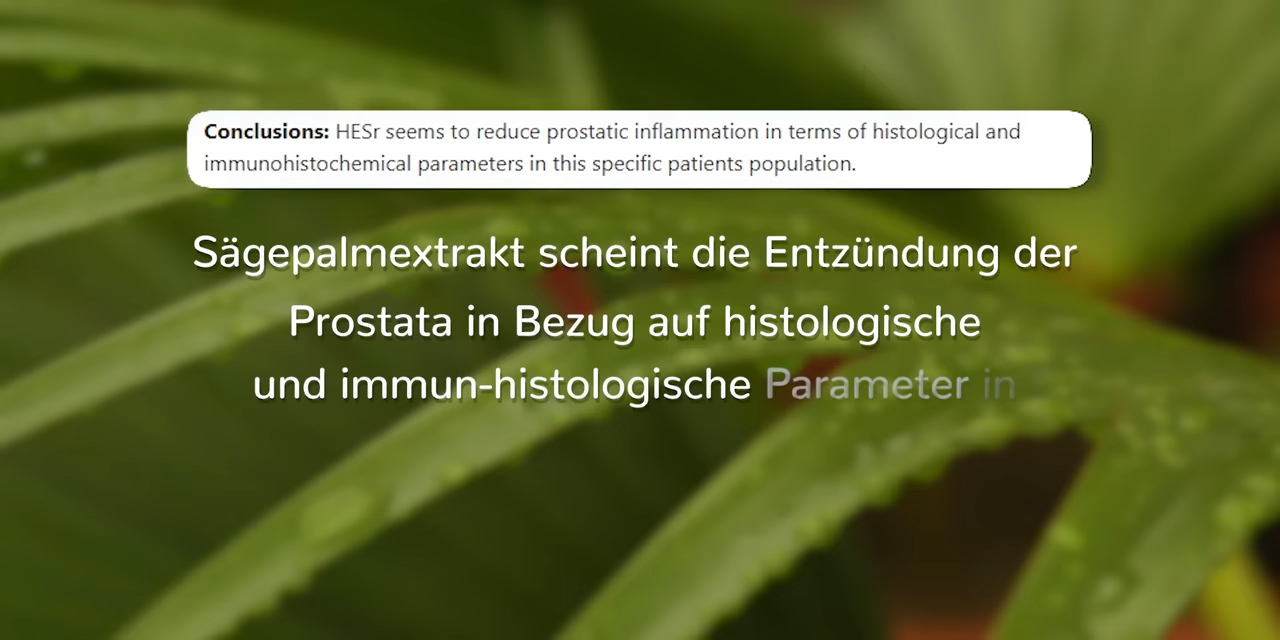 Conclusions: HESr seems to reduce prostatic inflammation in terms of histological and
immunohistochemical parameters in this specific patients population.
Sägepalmextrakt scheint die Entzündung der
Prostata in Bezug auf histologische
und immun-histologische Parameter in